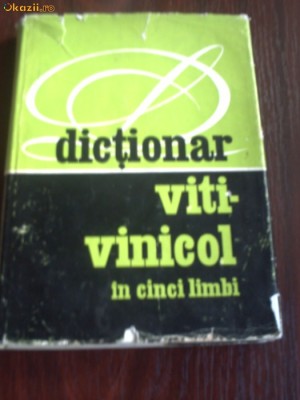 Okazii.ro
D
dicționar
viti-
vinicol
în cinci limbi